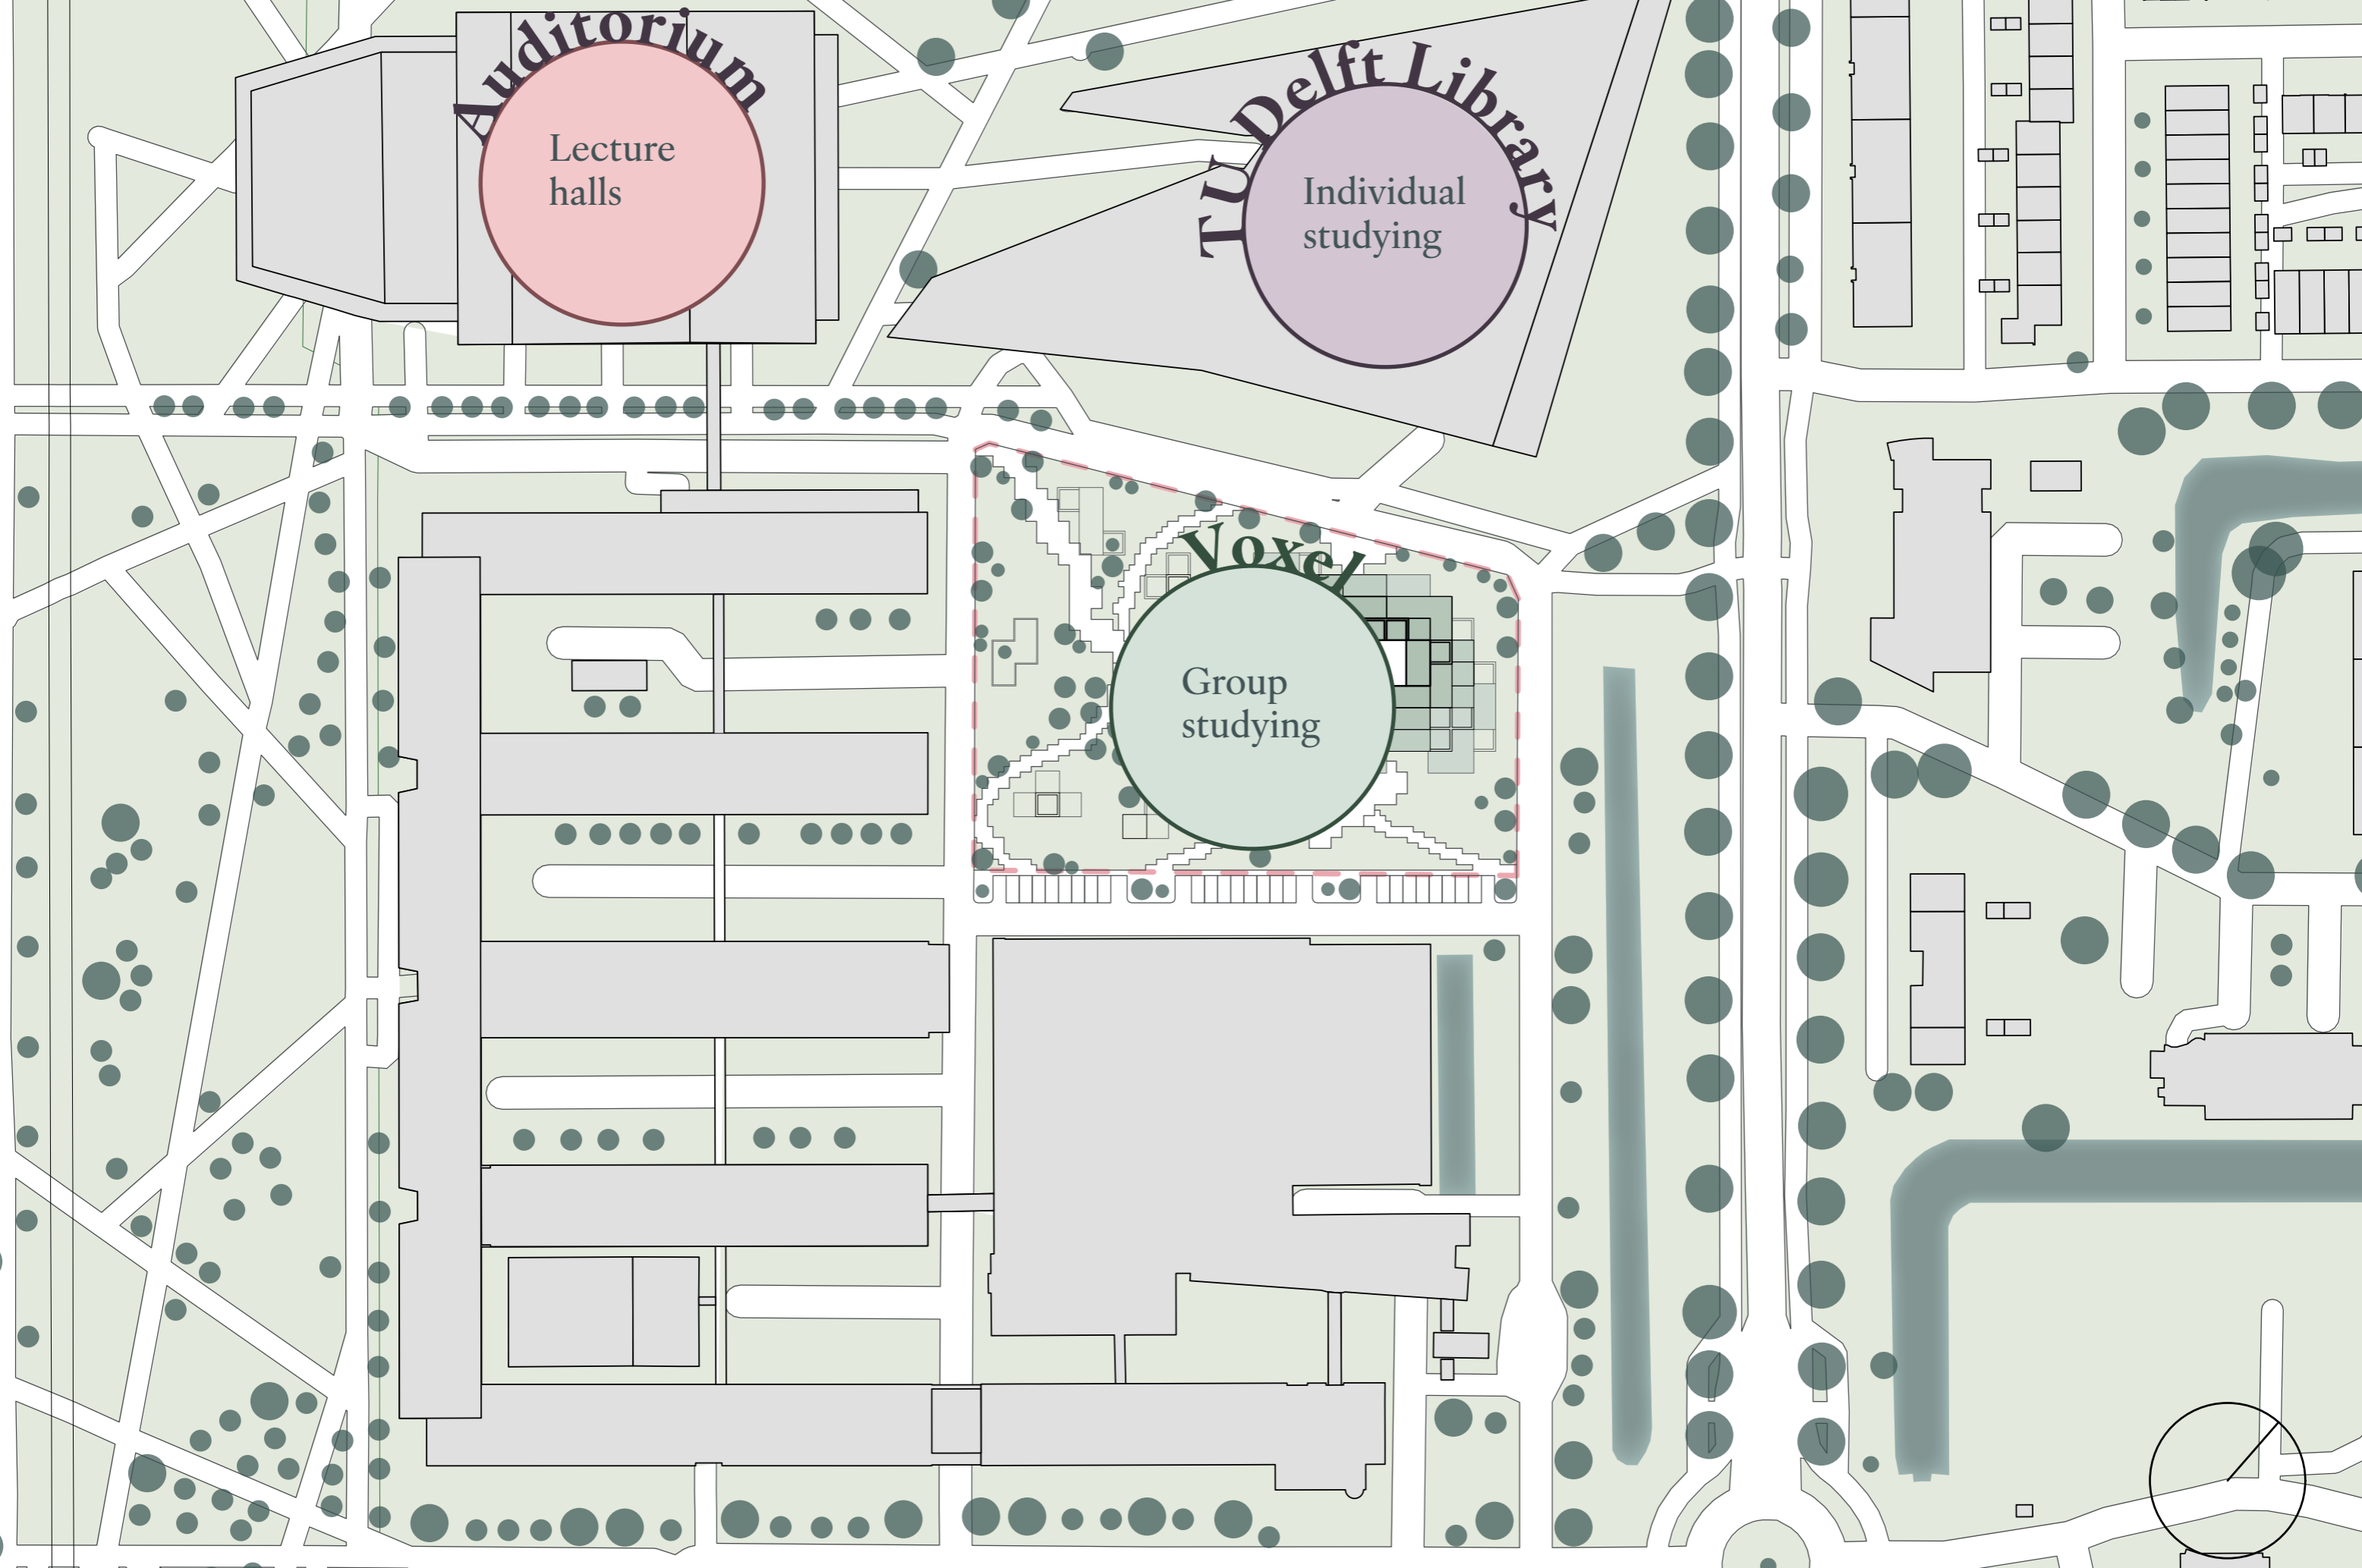 Auditorium
Lecture
halls
TU Delft Library
Individual
studying
Voxel
Group
studying